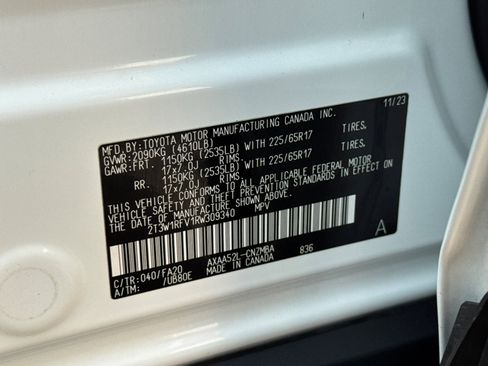 MFD. BY: TOYOTA MOTOR MANUFACTURING CANADA INC. 11/23
GVWR: 2090KG (4610LB)
GAWR: FRT. 1150KG (2535LB) WITH 225/65R17 TIRES.
17x7.0J RIMS.
RR. 1150KG (2535LB) WITH 225/65R17 TIRES.
17x7.0J RIMS.
THIS VEHICLE CONFORMS TO ALL APPLICABLE FEDERAL MOTOR
VEHICLE SAFETY AND THEFT PREVENTION STANDARDS IN EFFECT ON
THE DATE OF MANUFACTURE SHOWN ABOVE.
2T3W1RFV1RW309340 MPV
A
C/TR: 040/FA20 AXAA52L-CNZMBA 836
A/TM: /UB80E MADE IN CANADA